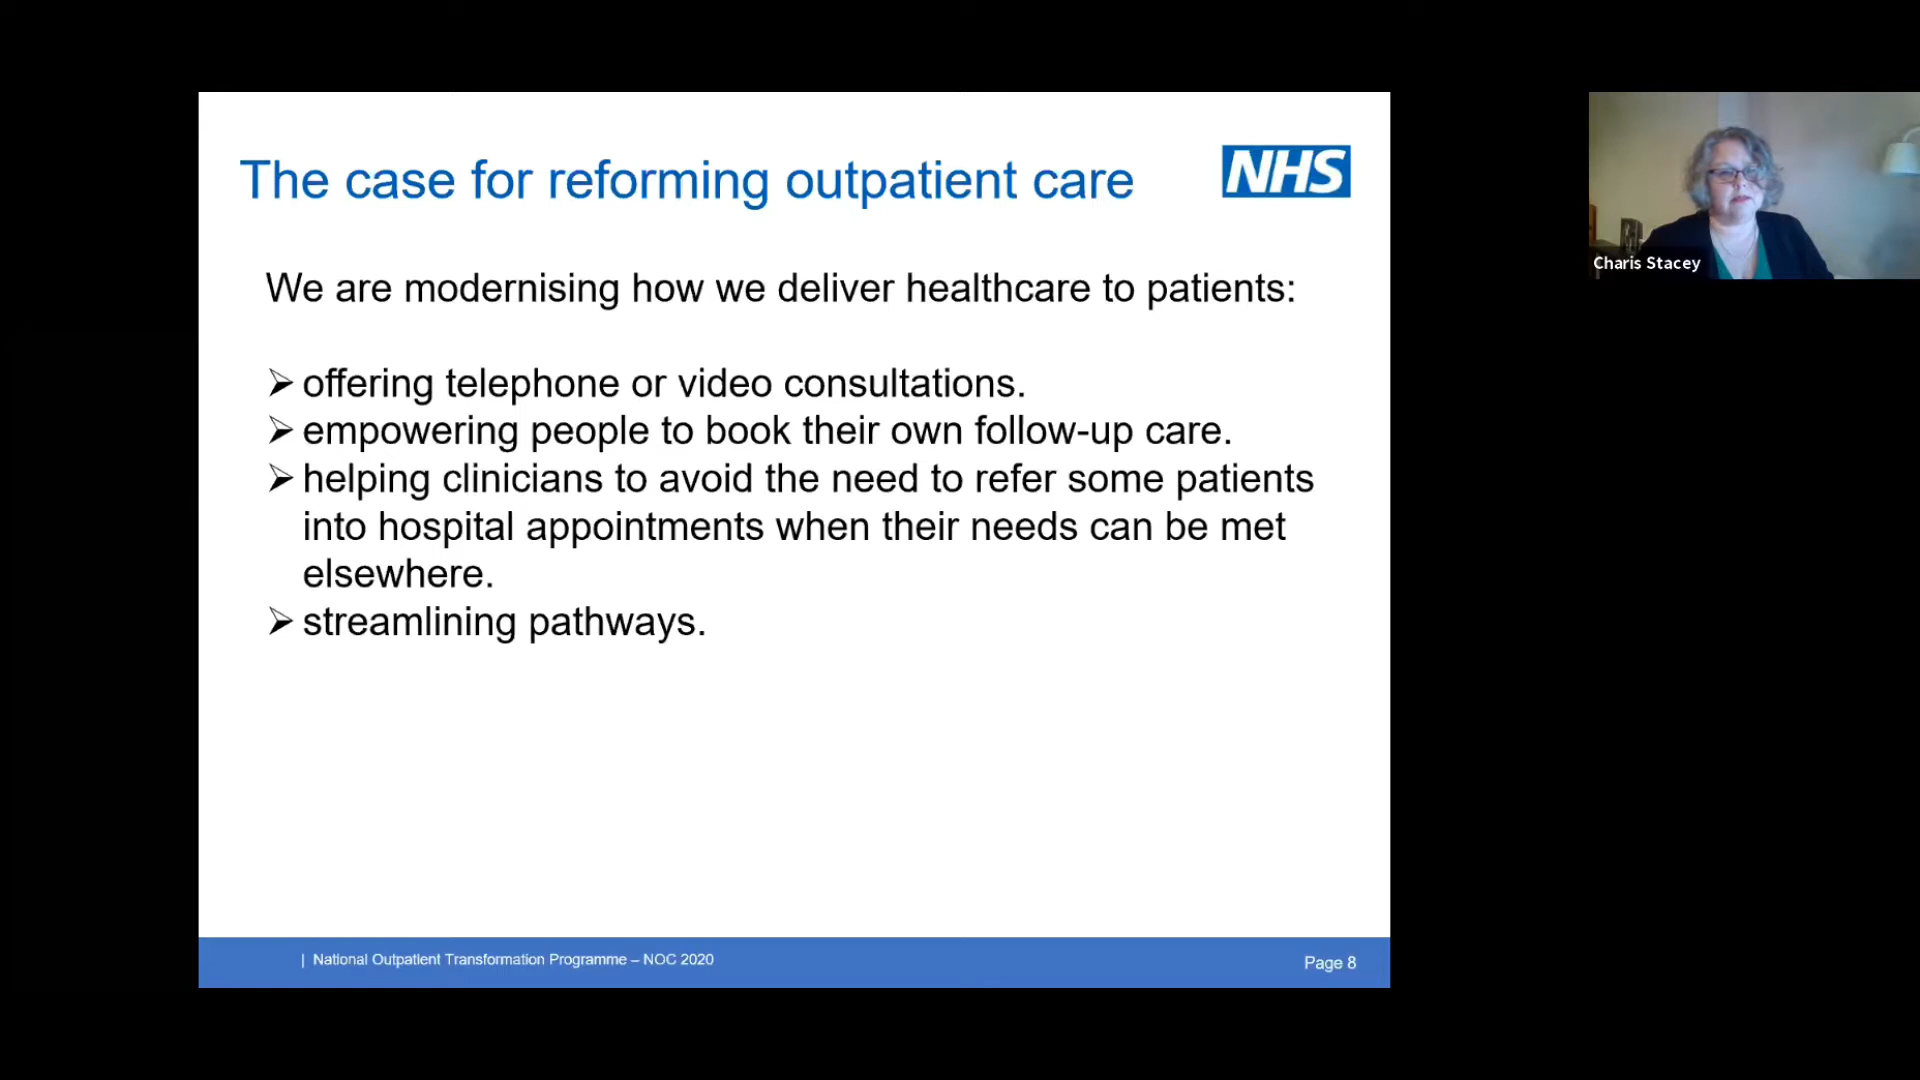 The case for reforming outpatient care
NHS
We are modernising how we deliver healthcare to patients:
➢ offering telephone or video consultations.
➢ empowering people to book their own follow-up care.
➢ helping clinicians to avoid the need to refer some patients
into hospital appointments when their needs can be met
elsewhere.
➢ streamlining pathways.
| National Outpatient Transformation Programme – NOC 2020
Page 8
Charis Stacey